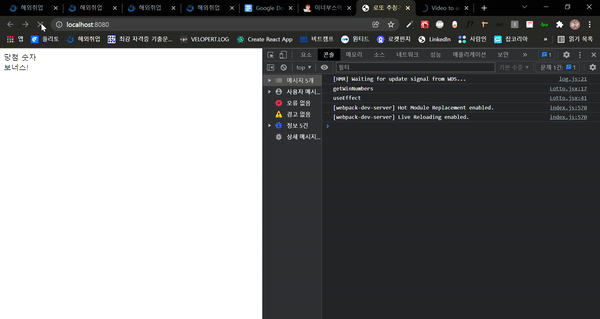 해외취업
해외취업
해외취업
해외취업
Google Do
이너부스터
로또 추첨
Video to
localhost:8080
앱
플리토
해외취업
최강 자격증 기출문...
VELOPERT.LOG
Create React App
비트캠프
원티드
로켓펀치
LinkedIn
사람인
잡코리아
읽기 목록
당첨 숫자
보너스!
요소
콘솔
메모리
소스
네트워크
성능
애플리케이션
보안
1
메시지 5개
top
필터
기본 수준
문제 1건:
1
사용자 메시...
오류 없음
경고 없음
정보 5건
상세 메시지...
[HMR] Waiting for update signal from WDS...
log.js:24
getWinNumbers
Lotto.jsx:17
useEffect
Lotto.jsx:41
[webpack-dev-server] Hot Module Replacement enabled.
index.js:570
[webpack-dev-server] Live Reloading enabled.
index.js:570